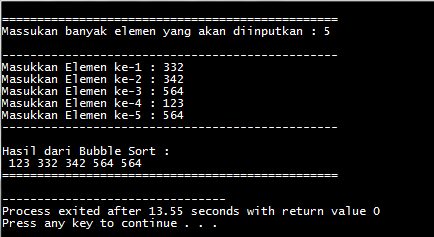 =============================================
Massukan banyak elemen yang akan diinputkan : 5
---------------------------------------------
Masukkan Elemen ke-1 : 332
Masukkan Elemen ke-2 : 342
Masukkan Elemen ke-3 : 564
Masukkan Elemen ke-4 : 123
Masukkan Elemen ke-5 : 564
---------------------------------------------
Hasil dari Bubble Sort :
123 332 342 564 564
=============================================
------------------------------
Process exited after 13.55 seconds with return value 0
Press any key to continue . . .